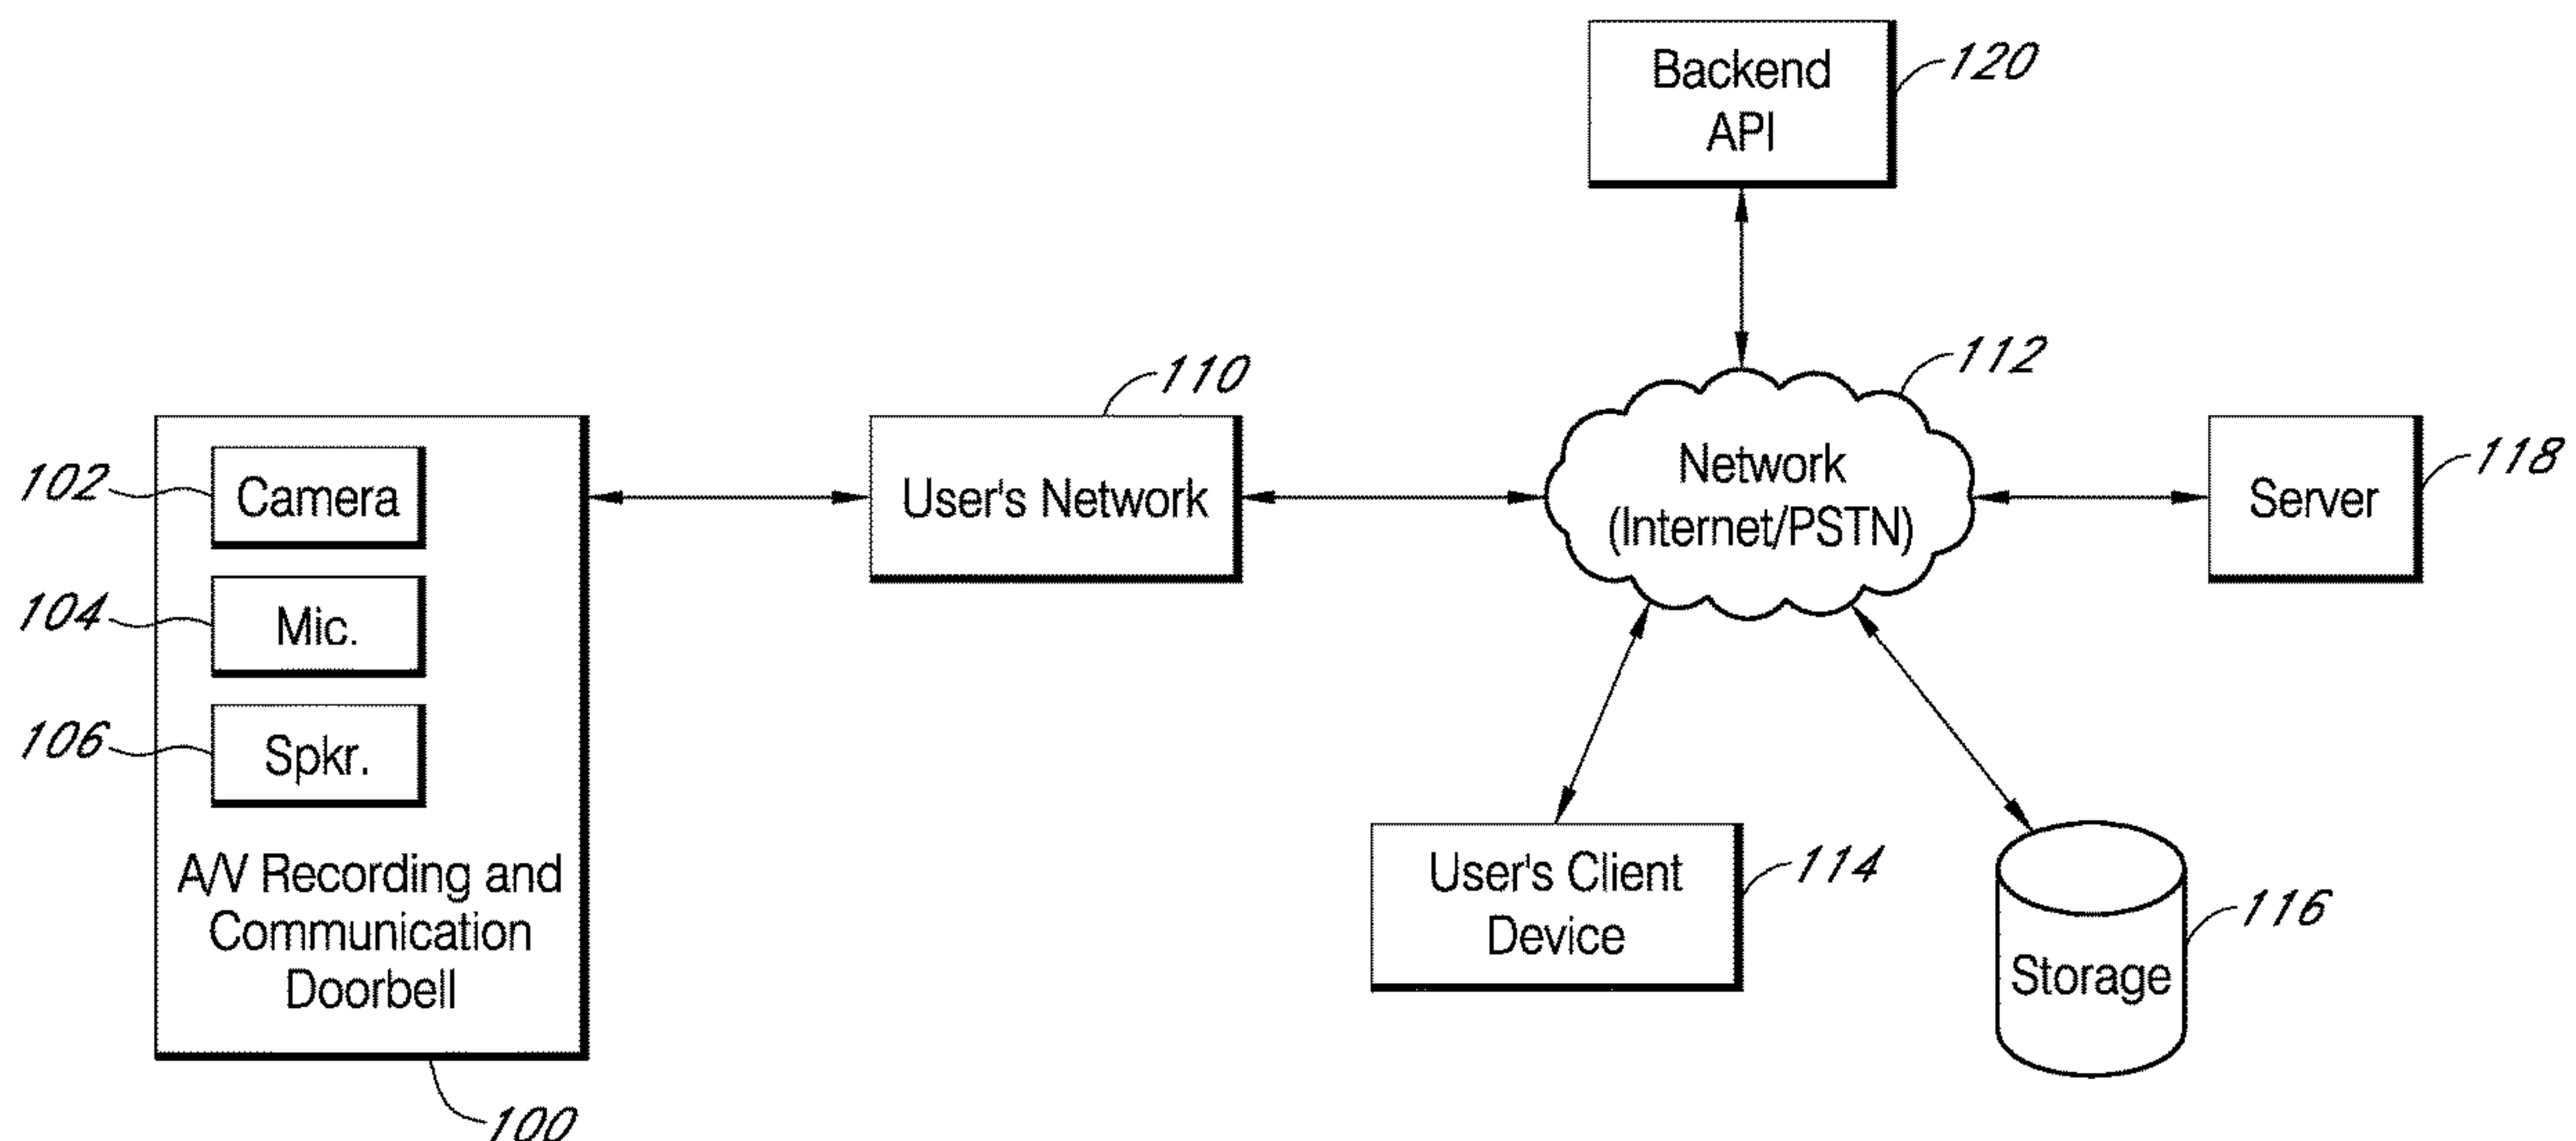 Backend
API
120
110
112
Network
(Internet/PSTN)
User's Network
Server
118
102
Camera
104
Mic.
106
Spkr.
A/V Recording and
Communication
Doorbell
100
User's Client
Device
114
Storage
116